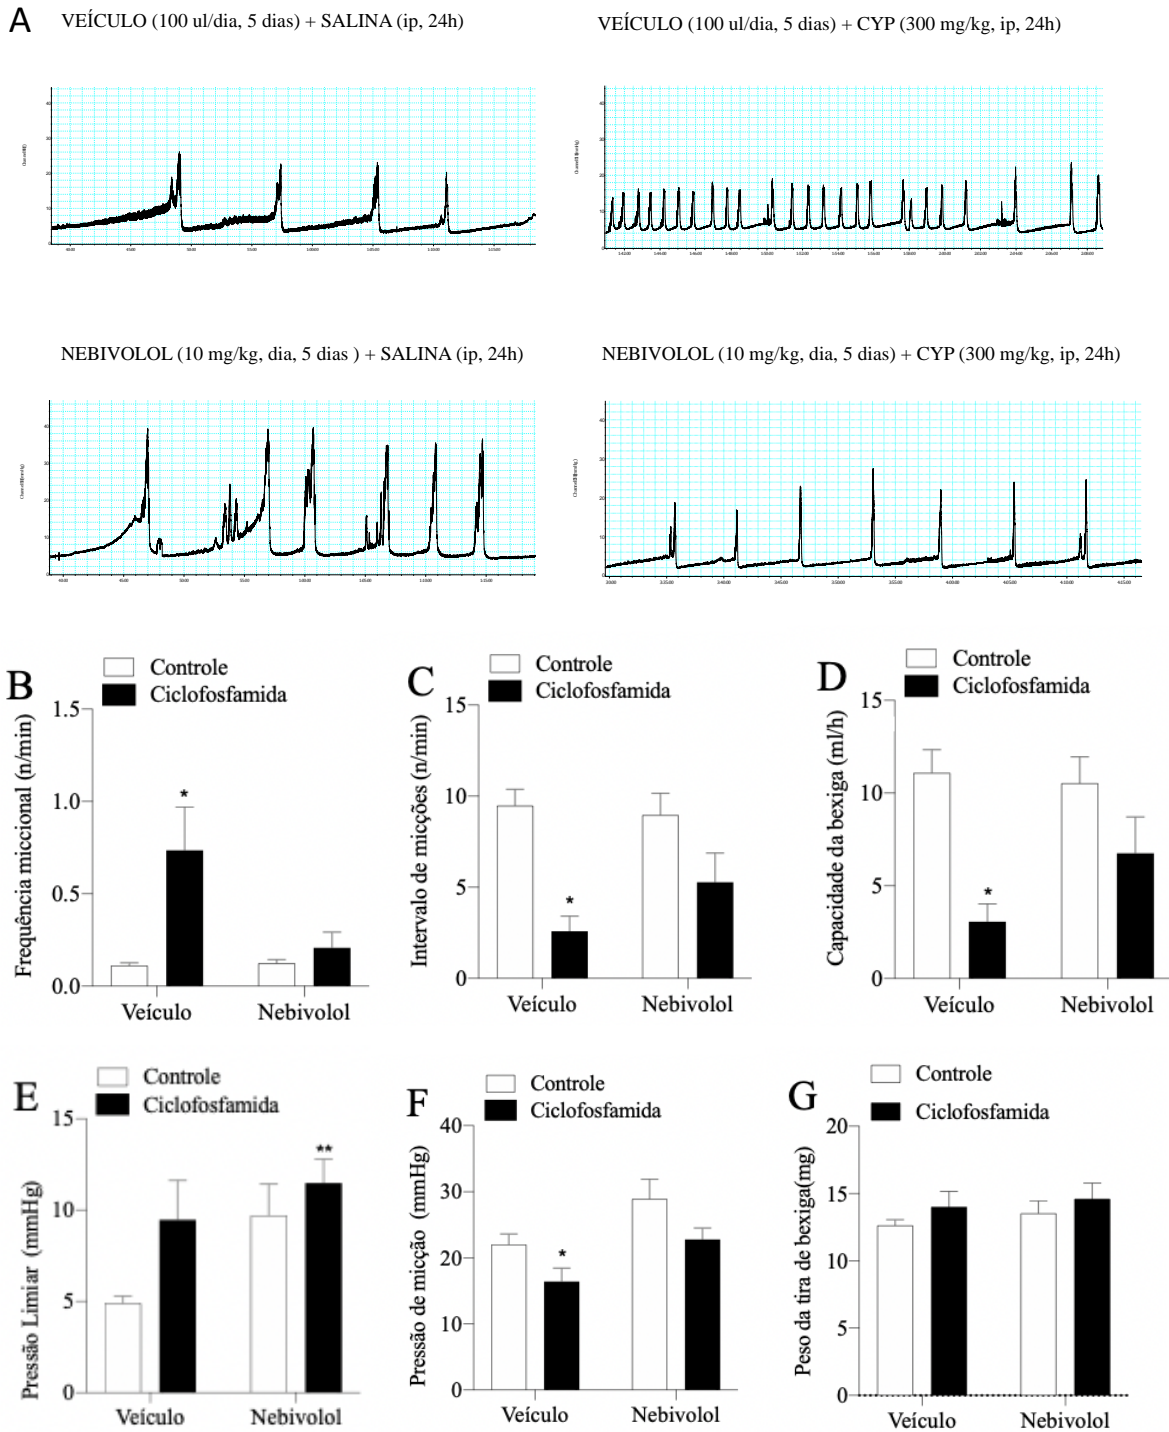 A
VEÍCULO (100 ul/dia, 5 dias) + SALINA (ip, 24h)
VEÍCULO (100 ul/dia, 5 dias) + CYP (300 mg/kg, ip, 24h)
NEBIVOLOL (10 mg/kg, dia, 5 dias ) + SALINA (ip, 24h)
NEBIVOLOL (10 mg/kg, dia, 5 dias) + CYP (300 mg/kg, ip, 24h)
B
Controle
Ciclofosfamida
Frequência miccional (n/min)
1.5
1.0
0.5
0.0
*
Veículo
Nebivolol
C
Controle
Ciclofosfamida
Intervalo de micções (n/min)
15
10
5
0
*
Veículo
Nebivolol
D
Controle
Ciclofosfamida
Capacidade da bexiga (ml/h)
15
10
5
0
*
Veículo
Nebivolol
E
Controle
Ciclofosfamida
Pressão Limiar (mmHg)
15
10
5
0
**
Veículo
Nebivolol
F
Controle
Ciclofosfamida
Pressão de micção (mmHg)
40
30
20
10
0
*
Veículo
Nebivolol
G
Controle
Ciclofosfamida
Peso da tira de bexiga(mg)
20
15
10
5
0
Veículo
Nebivolol